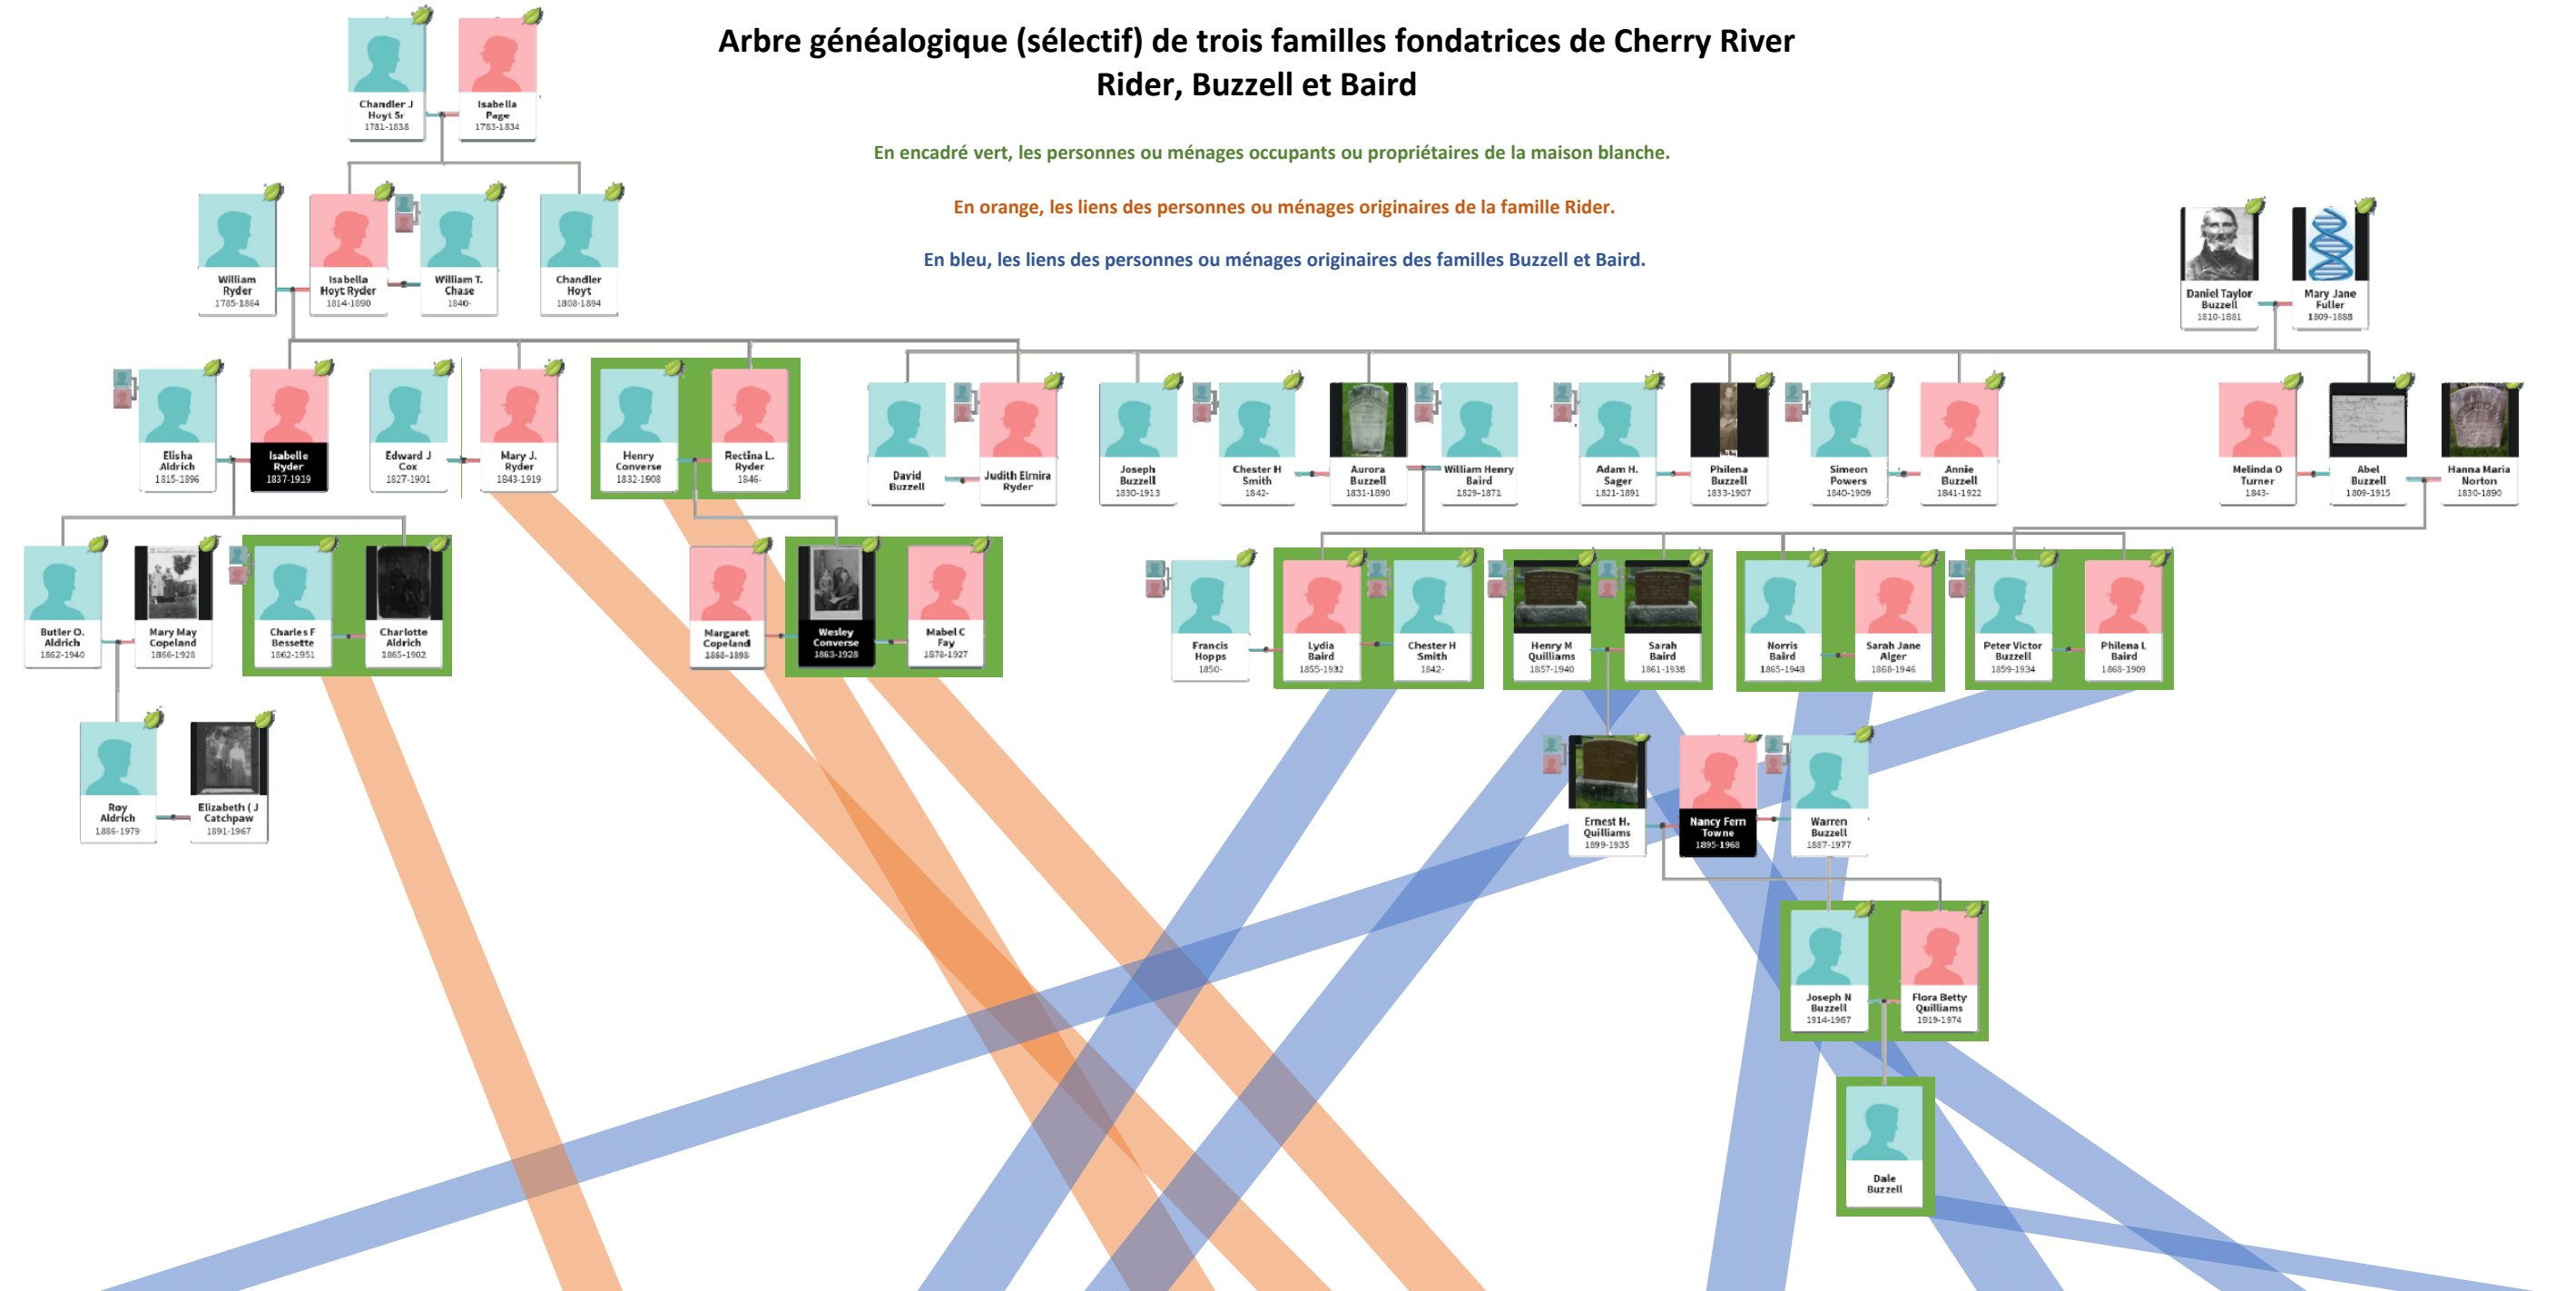 Arbre généalogique (sélectif) de trois familles fondatrices de Cherry River
Rider, Buzzell et Baird
En encadré vert, les personnes ou ménages occupants ou propriétaires de la maison blanche.
En orange, les liens des personnes ou ménages originaires de la famille Rider.
En bleu, les liens des personnes ou ménages originaires des familles Buzzell et Baird.
Chandler J
Hoyt Sr
1781-1838
Isabella
Page
1783-1834
William
Ryder
1785-1864
Isabella
Hoyt Ryder
1814-1890
William T.
Chase
1840-
Chandler
Hoyt
1808-1894
Daniel Taylor
Buzzell
1810-1881
Mary Jane
Fuller
1809-1888
Elisha
Aldrich
1815-1896
Isabelle
Ryder
1837-1919
Edward J
Cox
1827-1901
Mary J.
Ryder
1843-1919
Henry
Converse
1832-1908
Rectina L.
Ryder
1846-
David
Buzzell
Judith Elmira
Ryder
Joseph
Buzzell
1830-1913
Chester H
Smith
1842-
Aurora
Buzzell
1831-1890
William Henry
Baird
1829-1871
Adam H.
Sager
1821-1891
Philena
Buzzell
1833-1907
Simeon
Powers
1840-1909
Annie
Buzzell
1841-1922
Melinda O
Turner
1843-
Abel
Buzzell
1809-1915
Hanna Maria
Norton
1830-1890
Butler O.
Aldrich
1862-1940
Mary May
Copeland
1866-1928
Charles F
Bessette
1862-1951
Charlotte
Aldrich
1865-1902
Margaret
Copeland
1868-1898
Wesley
Converse
1863-1928
Mabel C
Fay
1878-1927
Francis
Hopps
1850-
Lydia
Baird
1855-1932
Chester H
Smith
1842-
Henry M
Quilliams
1857-1940
Sarah
Baird
1861-1938
Norris
Baird
1865-1948
Sarah Jane
Alger
1868-1946
Peter Victor
Buzzell
1859-1934
Philena L
Baird
1868-1909
Roy
Aldrich
1886-1979
Elizabeth ( J
Catchpaw
1891-1967
Ernest H.
Quilliams
1899-1935
Nancy Fern
Towne
1895-1968
Warren
Buzzell
1887-1977
Joseph N
Buzzell
1914-1967
Flora Betty
Quilliams
1919-1974
Dale
Buzzell